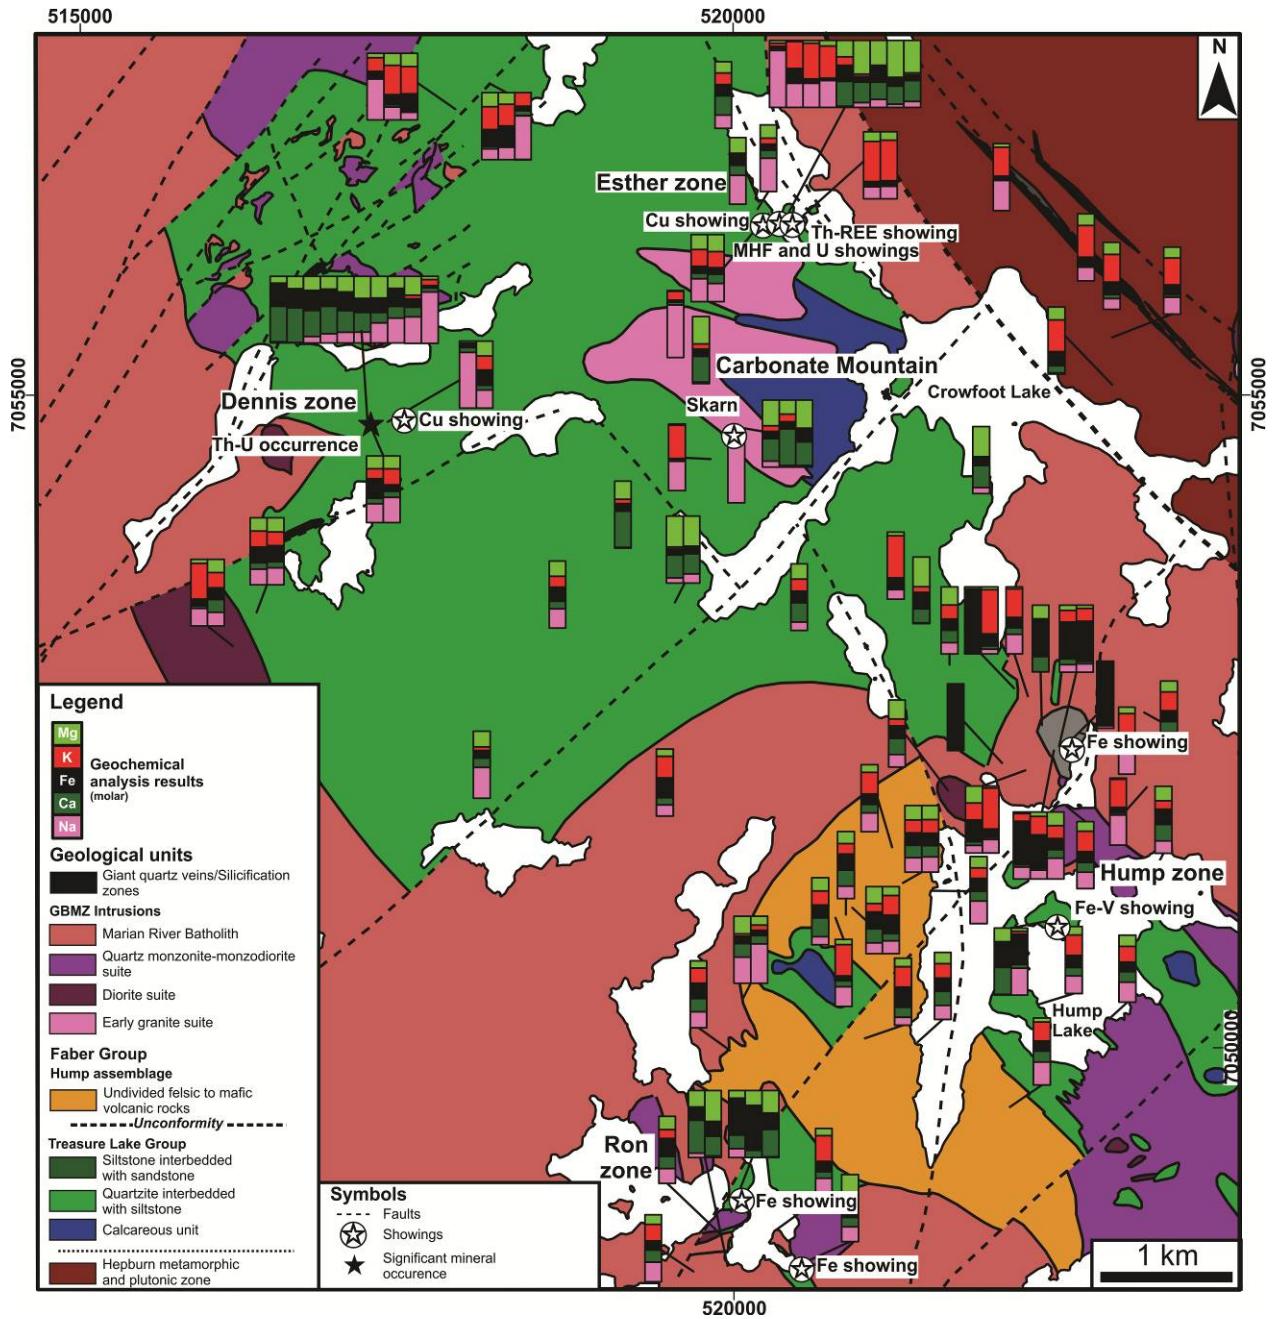 515000
520000
N
Esther zone
Cu showing
Th-REE showing
MHF and U showings
7055000
7055000
Carbonate Mountain
Crowfoot Lake
Dennis zone
Skarn
Cu showing
Th-U occurrence
Legend
Mg
K
Fe
Ca
Na
Geochemical
analysis results
(molar)
Geological units
Giant quartz veins/Silicification
zones
GBMZ Intrusions
Marian River Batholith
Quartz monzonite-monzodiorite
suite
Diorite suite
Early granite suite
Faber Group
Hump assemblage
Undivided felsic to mafic
volcanic rocks
Unconformity
Treasure Lake Group
Siltstone interbedded
with sandstone
Quartzite interbedded
with siltstone
Calcareous unit
Hepburn metamorphic
and plutonic zone
Fe showing
Hump zone
Fe-V showing
Hump
Lake
7050000
Ron
zone
Fe showing
Fe showing
Symbols
Faults
Showings
Significant mineral
occurence
1 km
520000